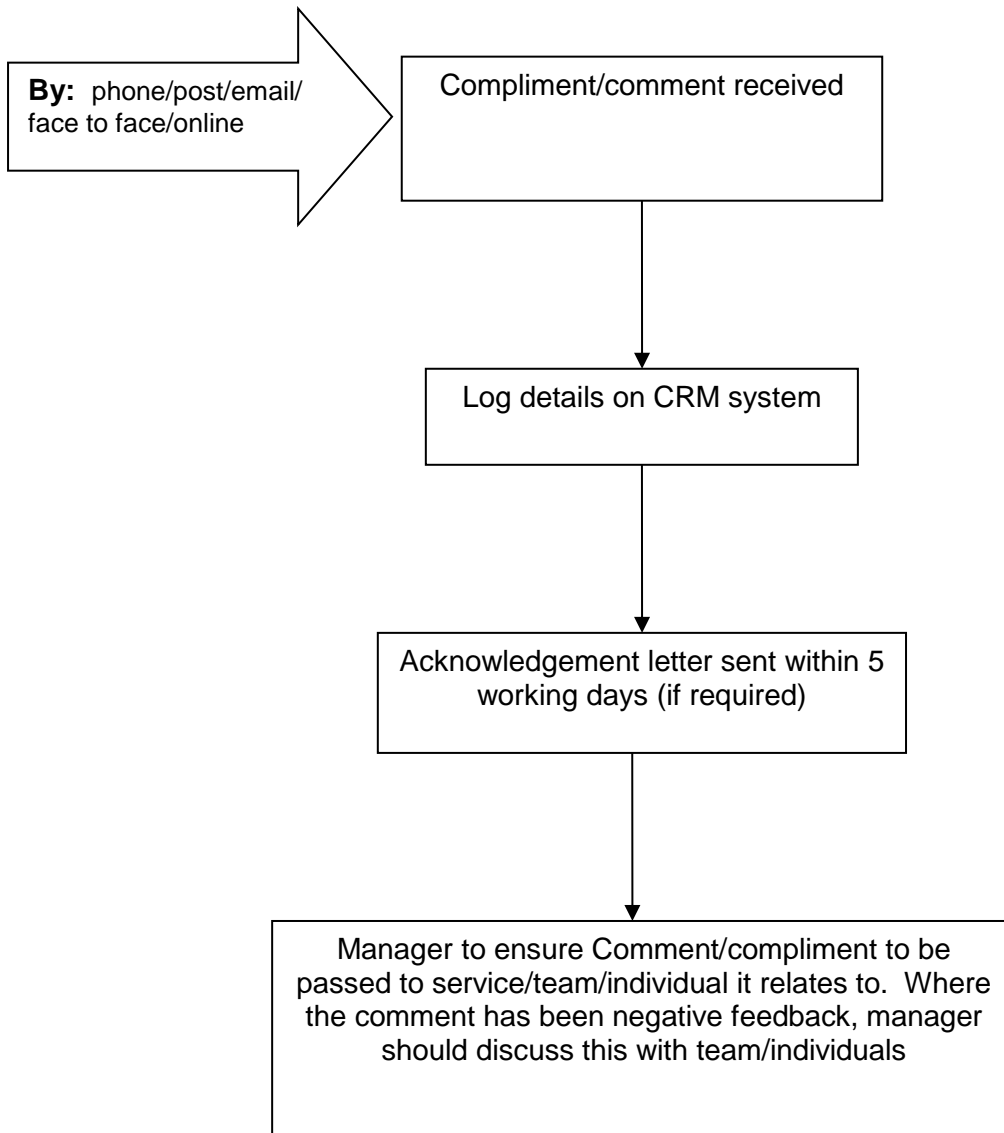 By: phone/post/email/
face to face/online
Compliment/comment received
Log details on CRM system
Acknowledgement letter sent within 5
working days (if required)
Manager to ensure Comment/compliment to be
passed to service/team/individual it relates to. Where
the comment has been negative feedback, manager
should discuss this with team/individuals